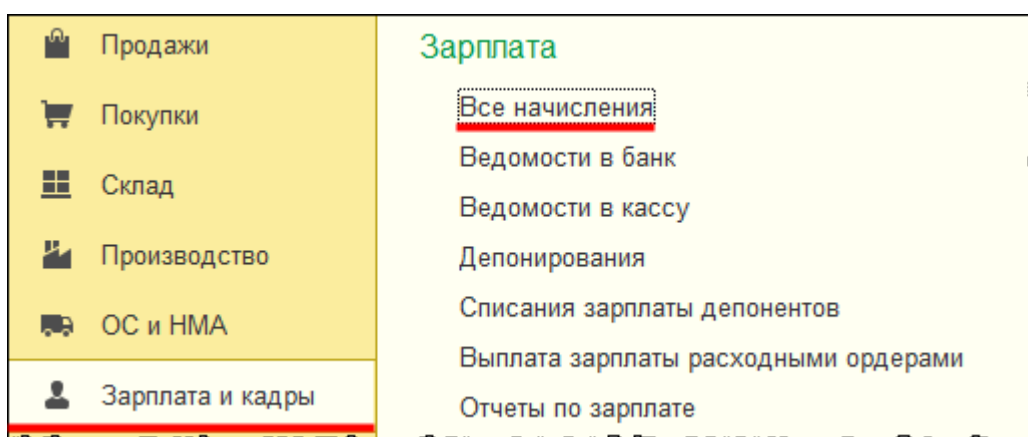 Продажи
Покупки
Склад
Производство
ОС и НМА
Зарплата и кадры
Зарплата
Все начисления
Ведомости в банк
Ведомости в кассу
Депонирования
Списания зарплаты депонентов
Выплата зарплаты расходными ордерами
Отчеты по зарплате